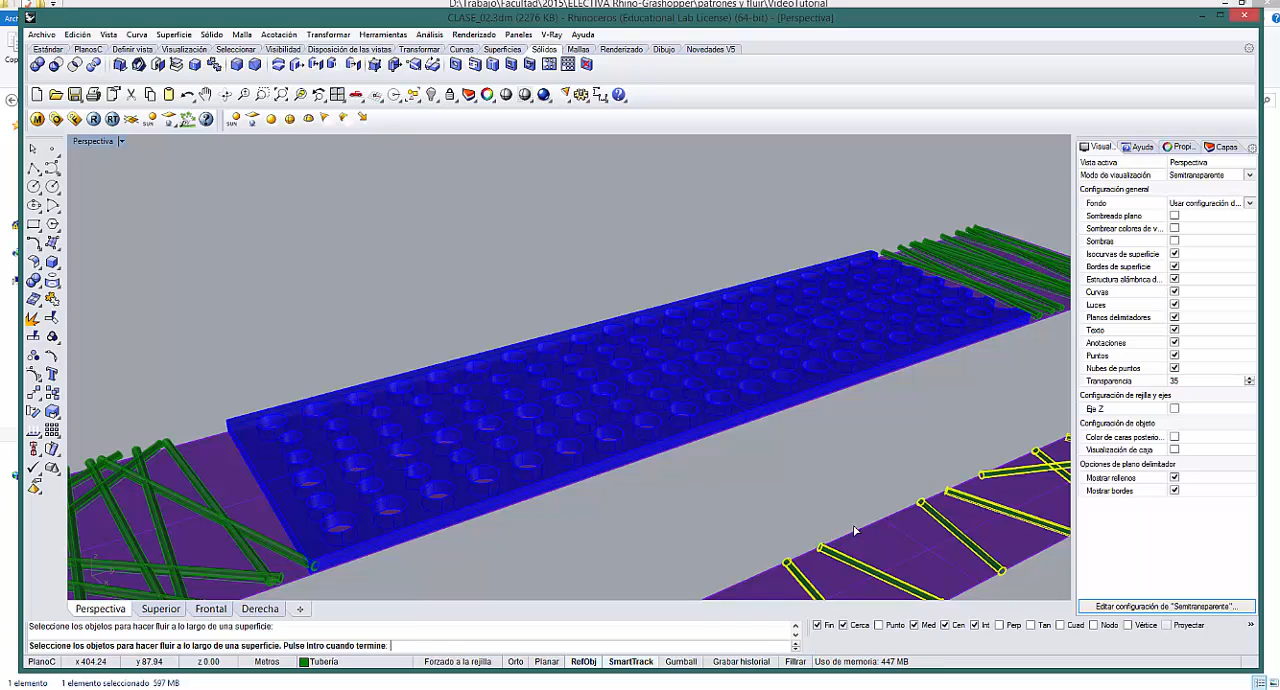 D:\Trabajo\Facultad\2015\ELECTIVA Rhino-Grashopper\patrones y fluir\VideoTutorial
CLASE_02.3dm (2276 KB) - Rhinoceros (Educational Lab License) (64-bit) - [Perspectiva]
Archivo Edición Vista Curva Superficie Sólido Malla Acotación Transformar Herramientas Análisis Renderizado Paneles V-Ray Ayuda
Estándar PlanosC Definir vista Visualización Seleccionar Visibilidad Disposición de las vistas Transformar Curvas Superficies Sólidos Mallas Renderizado Dibujo Novedades V5
Perspectiva
Visual... Ayuda Propi... Capas
Vista activa Perspectiva
Modo de visualización Semitransparente
Configuración general
Fondo Usar configuración d...
Sombreado plano
Sombrear colores de v...
Sombras
Isocurvas de superficie
Bordes de superficie
Estructura alámbrica d...
Curvas
Luces
Planos delimitadores
Texto
Anotaciones
Puntos
Nubes de puntos
Transparencia 35
Configuración de rejilla y ejes
Eje Z
Configuración de objeto
Color de caras posterio...
Visualización de caja
Opciones de plano delimitador
Mostrar rellenos
Mostrar bordes
Editar configuración de "Semitransparente"...
Perspectiva Superior Frontal Derecha
Seleccione los objetos para hacer fluir a lo largo de una superficie:
Seleccione los objetos para hacer fluir a lo largo de una superficie. Pulse Intro cuando termine:
Fin Cerca Punto Med Cen Int Perp Tan Cuad Nodo Vértice Proyectar
PlanoC x 404.24 y 87.94 z 0.00 Metros Tubería Forzado a la rejilla Orto Planar RefObj SmartTrack Gumball Grabar historial Filtrar Uso de memoria: 447 MB
1 elemento 1 elemento seleccionado 597 MB